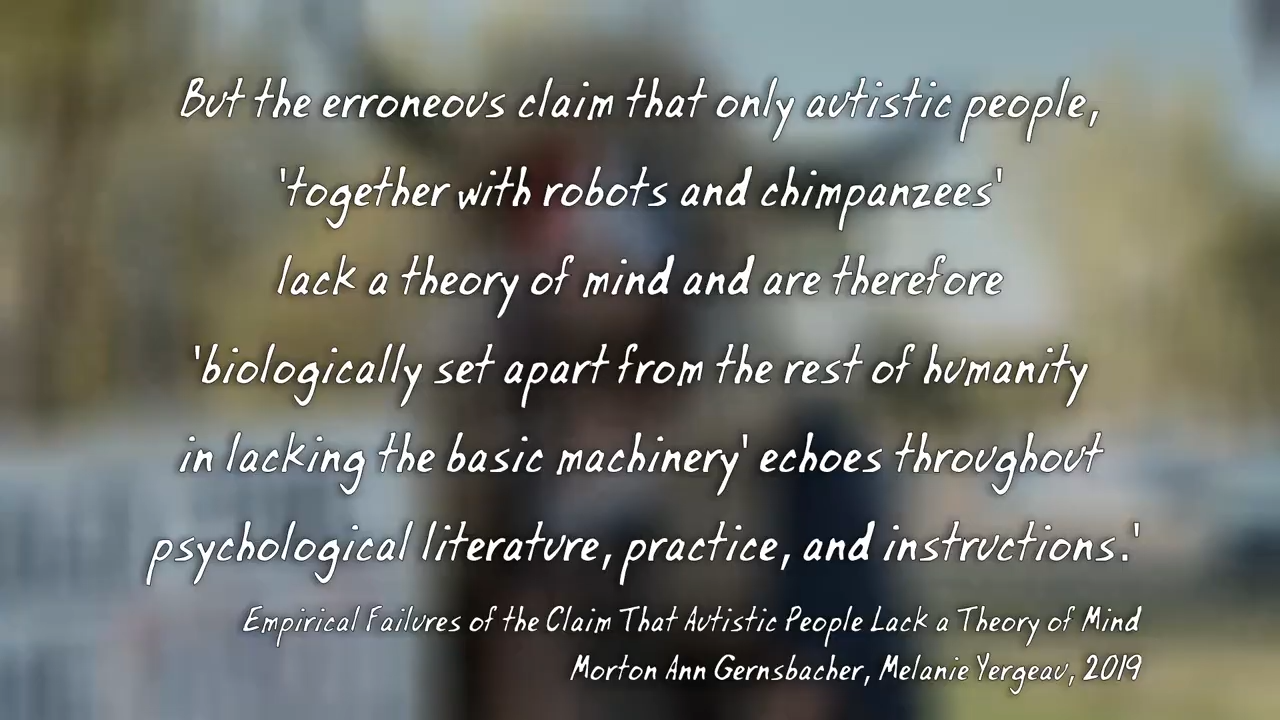 But the erroneous claim that only autistic people,
'together with robots and chimpanzees'
lack a theory of mind and are therefore
'biologically set apart from the rest of humanity
in lacking the basic machinery' echoes throughout
psychological literature, practice, and instructions.'
Empirical Failures of the Claim That Autistic People Lack a Theory of Mind
Morton Ann Gernsbacher, Melanie Yergeau, 2019